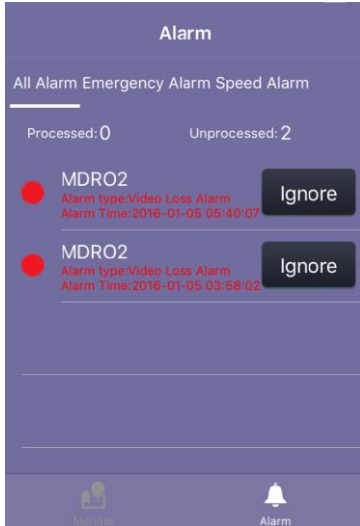 Alarm
All Alarm Emergency Alarm Speed Alarm
Processed: 0 Unprocessed: 2
MDRO2
Alarm type:Video Loss Alarm
Alarm Time:2016-01-05 05:40:07
Ignore
MDRO2
Alarm type:Video Loss Alarm
Alarm Time:2016-01-05 03:58:02
Ignore
Monitor Alarm